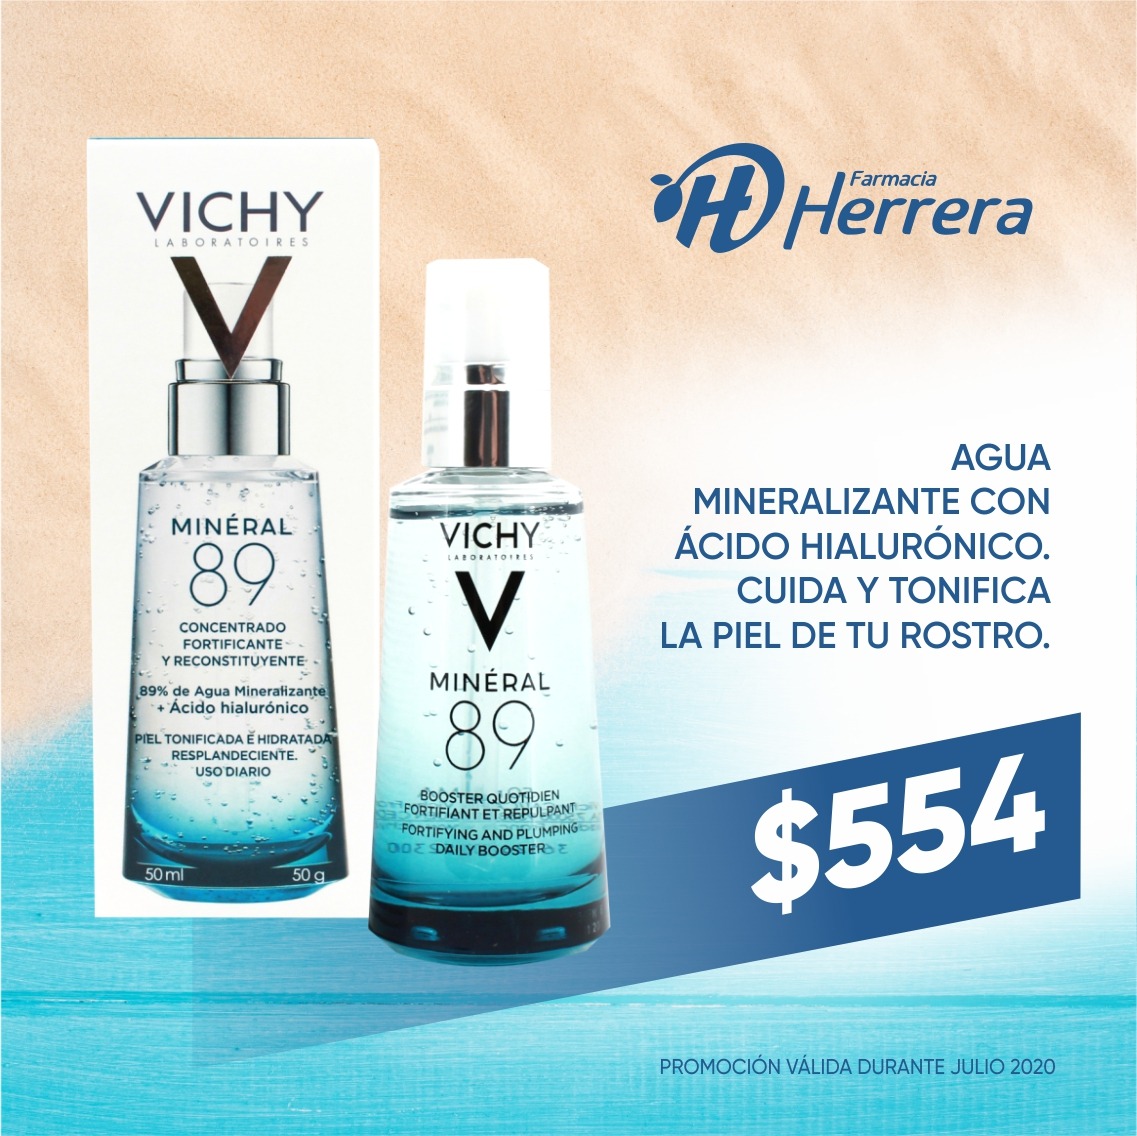 VICHY
LABORATOIRES
MINÉRAL
89
CONCENTRADO
FORTIFICANTE
Y RECONSTITUYENTE
89% de Agua Mineralizante
+ Ácido hialurónico
PIEL TONIFICADA E HIDRATADA
RESPLANDECIENTE.
USO DIARIO
50 ml 50 g
VICHY
LABORATOIRES
MINÉRAL
89
BOOSTER QUOTIDIEN
FORTIFIANT ET REPULPANT
FORTIFYING AND PLUMPING
DAILY BOOSTER
Farmacia
Herrera
AGUA
MINERALIZANTE CON
ÁCIDO HIALURÓNICO.
CUIDA Y TONIFICA
LA PIEL DE TU ROSTRO.
$554
PROMOCIÓN VÁLIDA DURANTE JULIO 2020